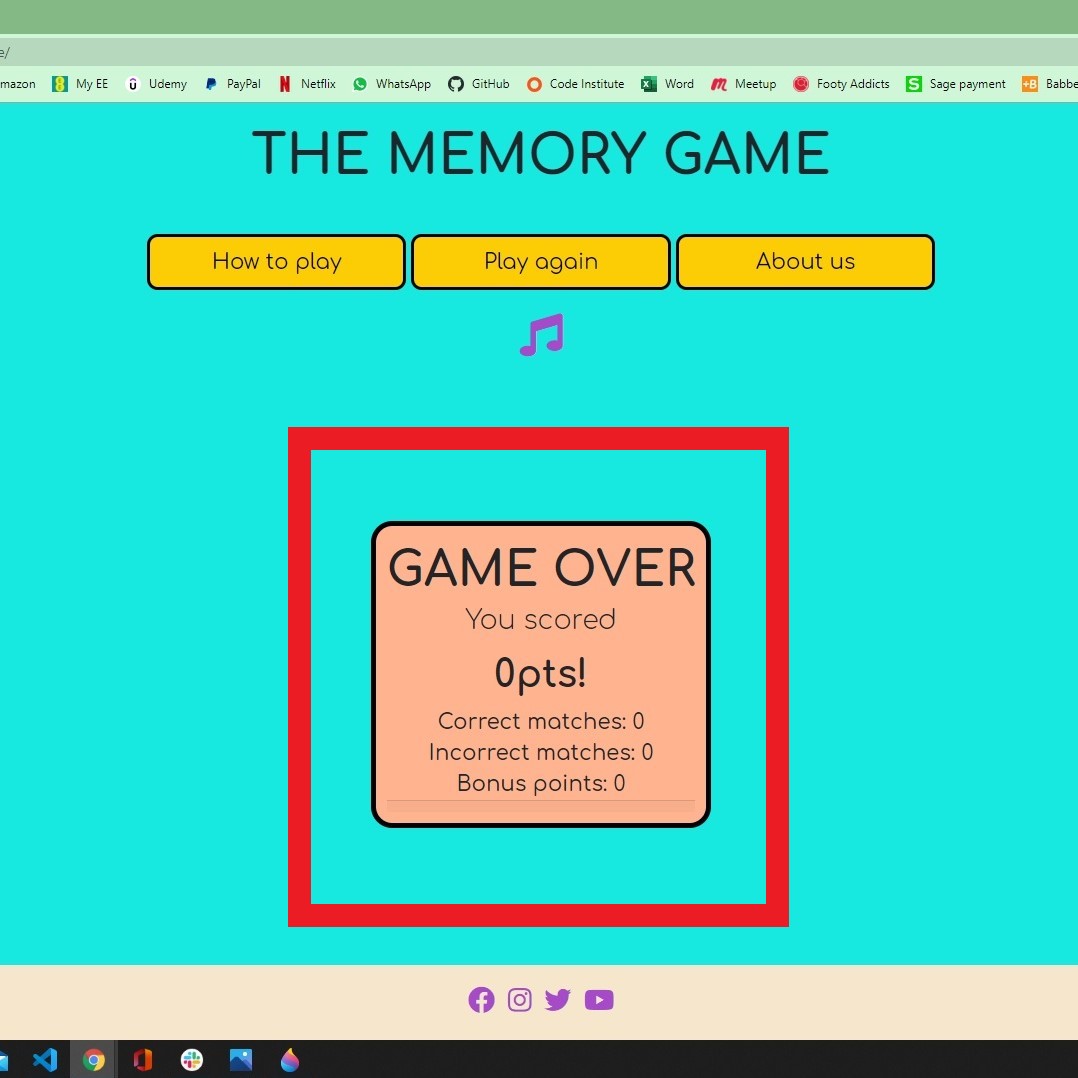 e/
mazon My EE Udemy PayPal Netflix WhatsApp GitHub Code Institute Word Meetup Footy Addicts Sage payment Babbe
THE MEMORY GAME
How to play Play again About us
GAME OVER
You scored
0pts!
Correct matches: 0
Incorrect matches: 0
Bonus points: 0